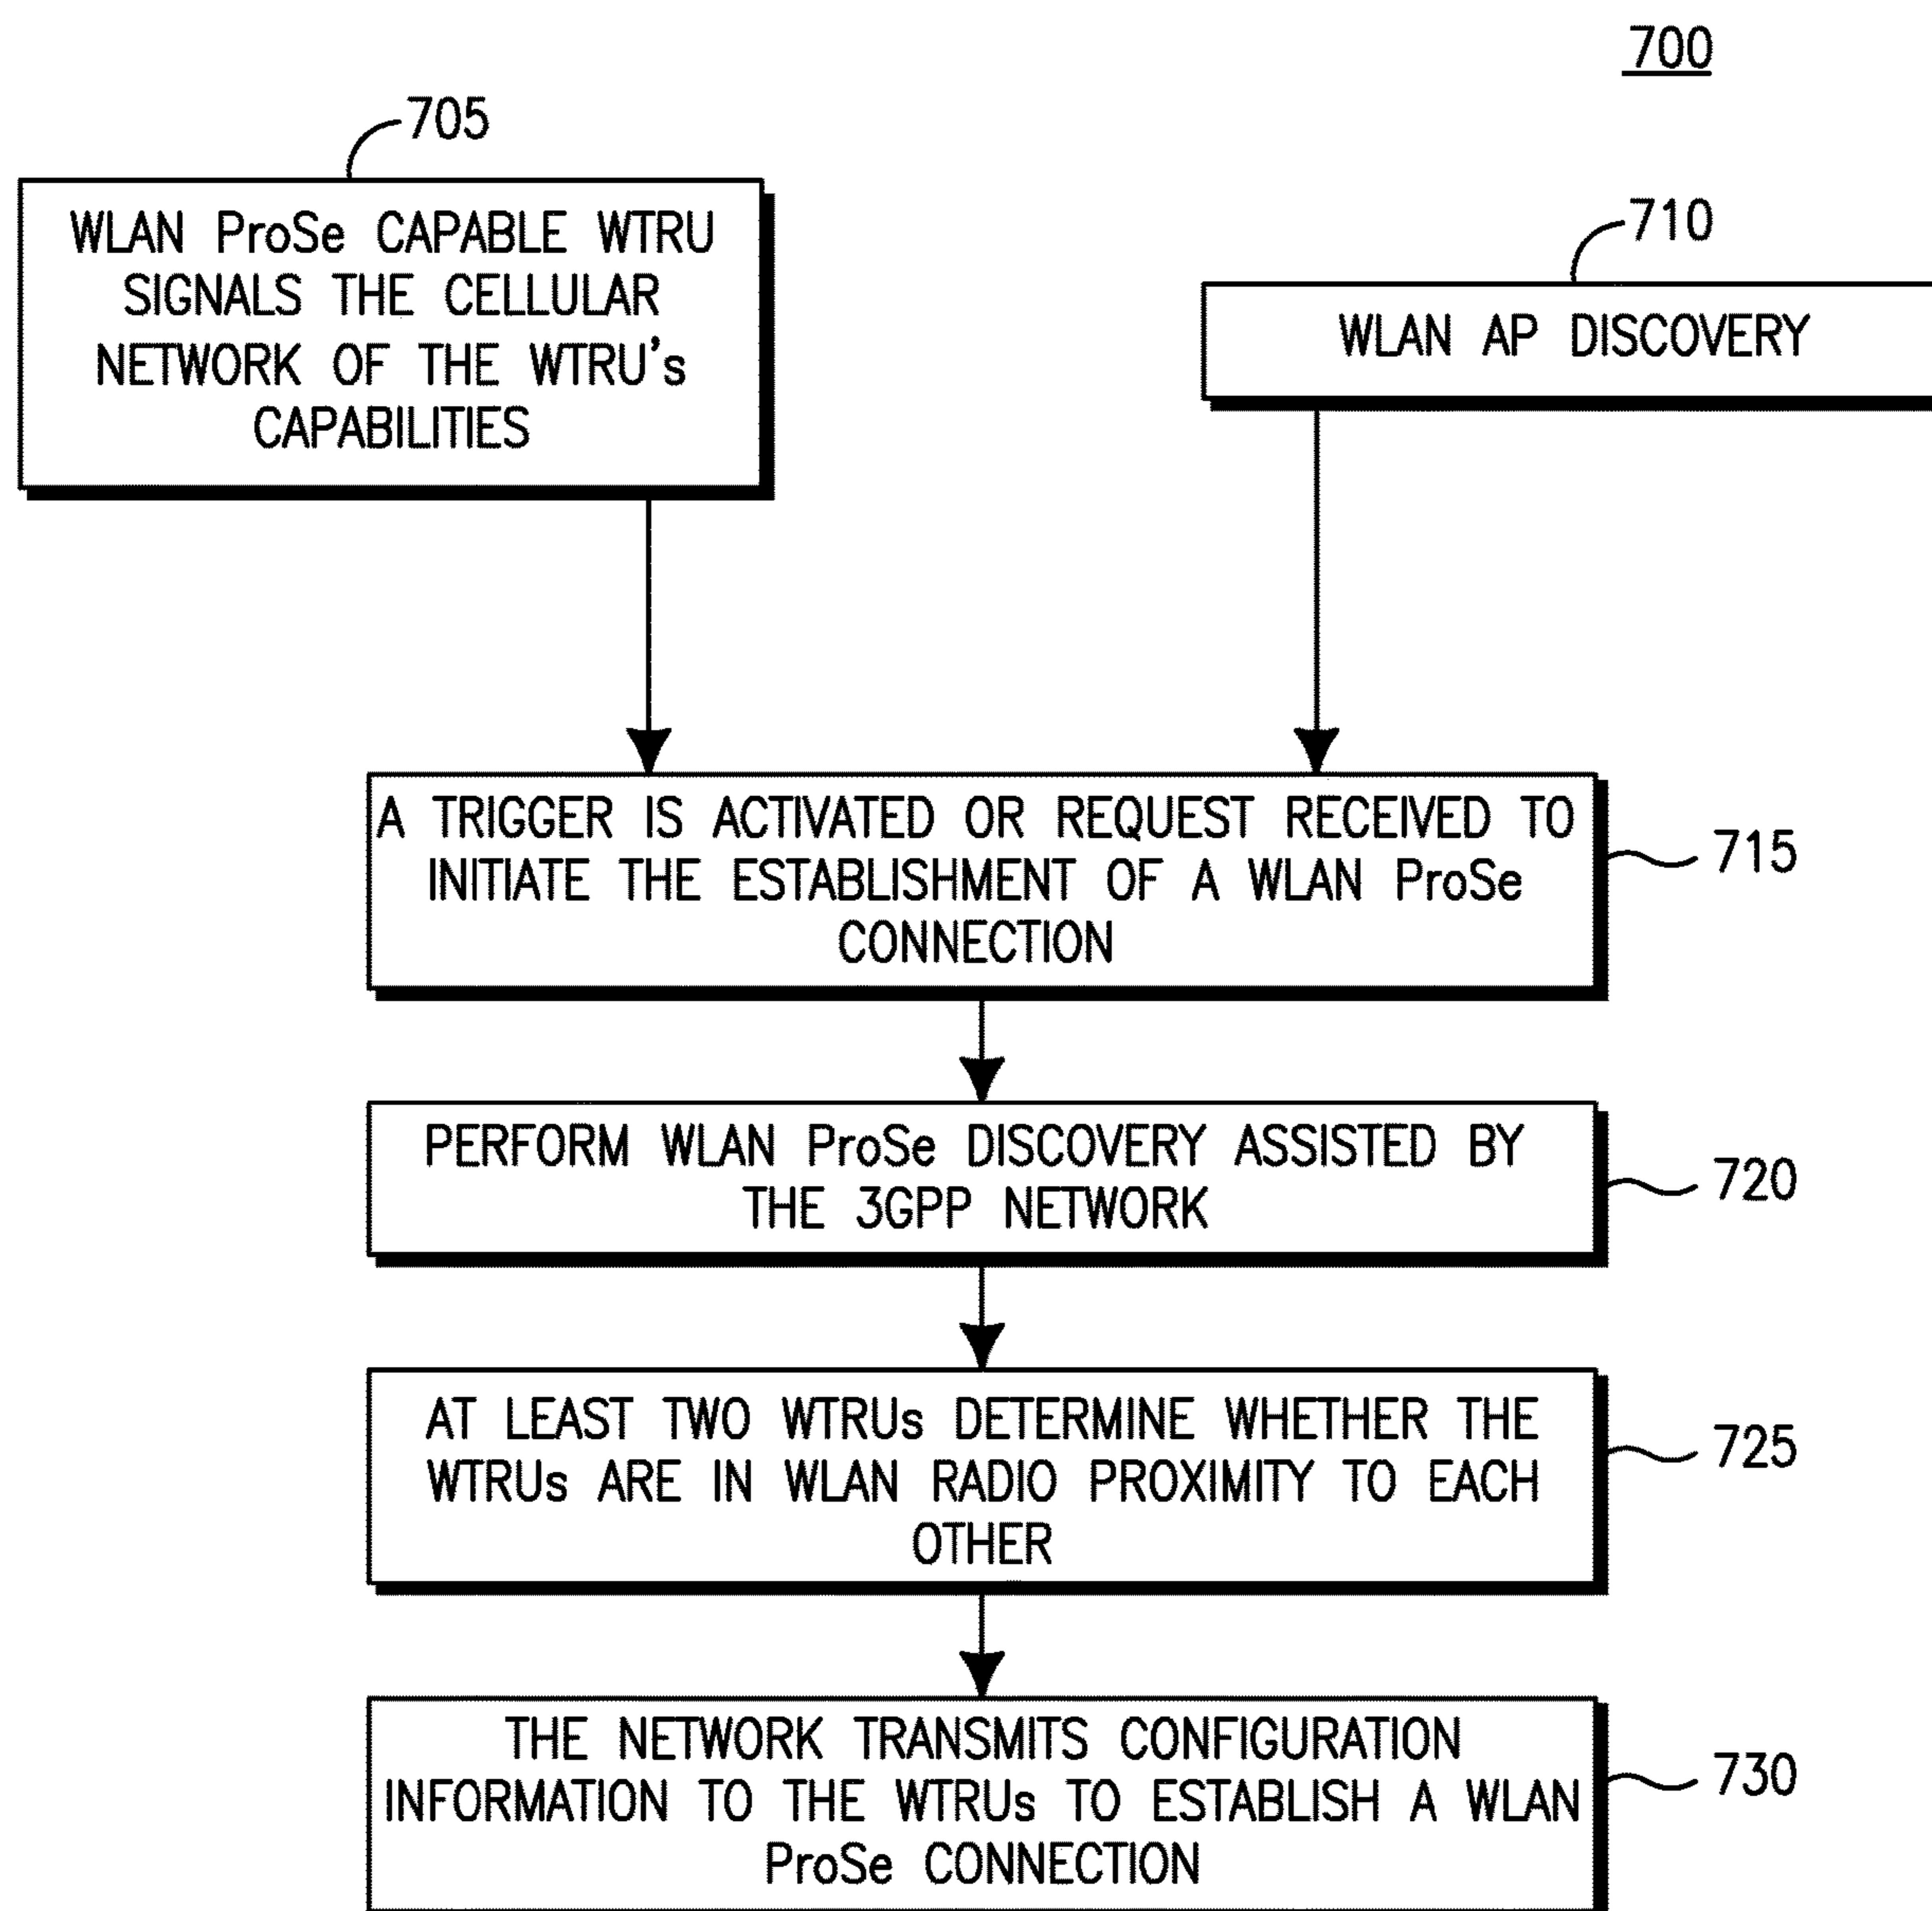 700
705
WLAN ProSe CAPABLE WTRU
SIGNALS THE CELLULAR
NETWORK OF THE WTRU's
CAPABILITIES
710
WLAN AP DISCOVERY
A TRIGGER IS ACTIVATED OR REQUEST RECEIVED TO
INITIATE THE ESTABLISHMENT OF A WLAN ProSe
CONNECTION
715
PERFORM WLAN ProSe DISCOVERY ASSISTED BY
THE 3GPP NETWORK
720
AT LEAST TWO WTRUs DETERMINE WHETHER THE
WTRUs ARE IN WLAN RADIO PROXIMITY TO EACH
OTHER
725
THE NETWORK TRANSMITS CONFIGURATION
INFORMATION TO THE WTRUs TO ESTABLISH A WLAN
ProSe CONNECTION
730